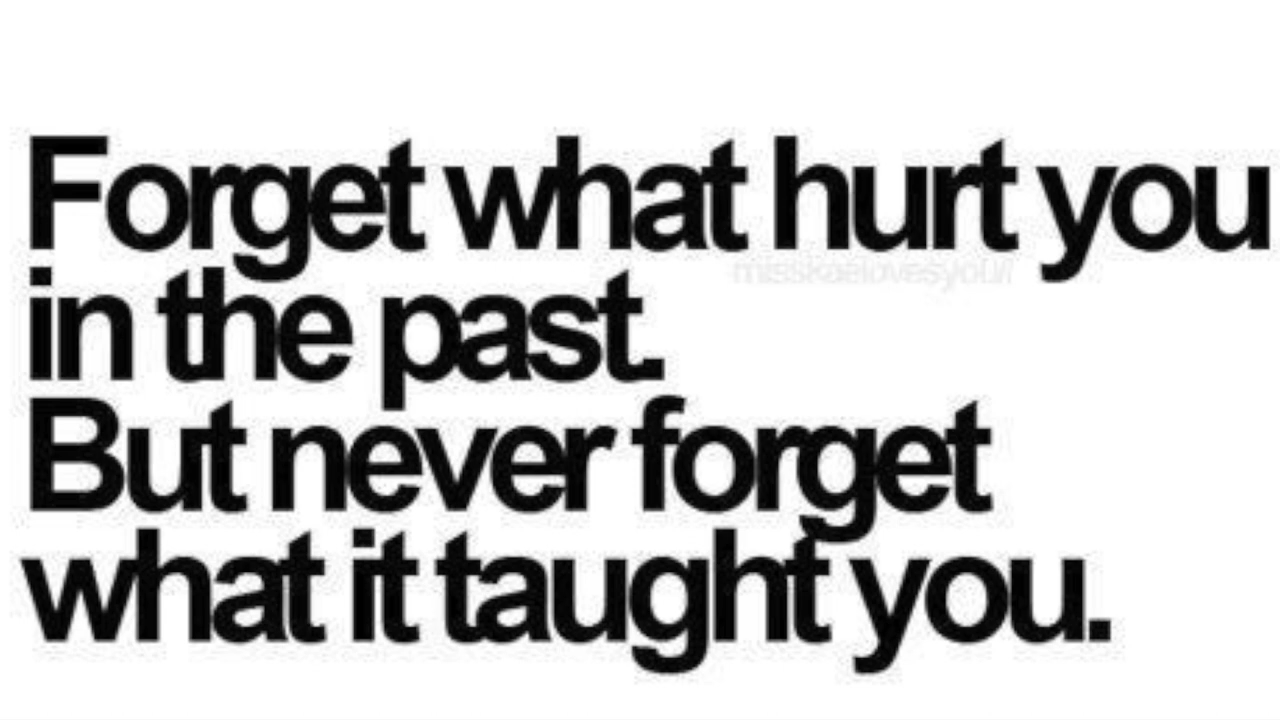 Forget what hurt you
in the past.
But never forget
what it taught you.